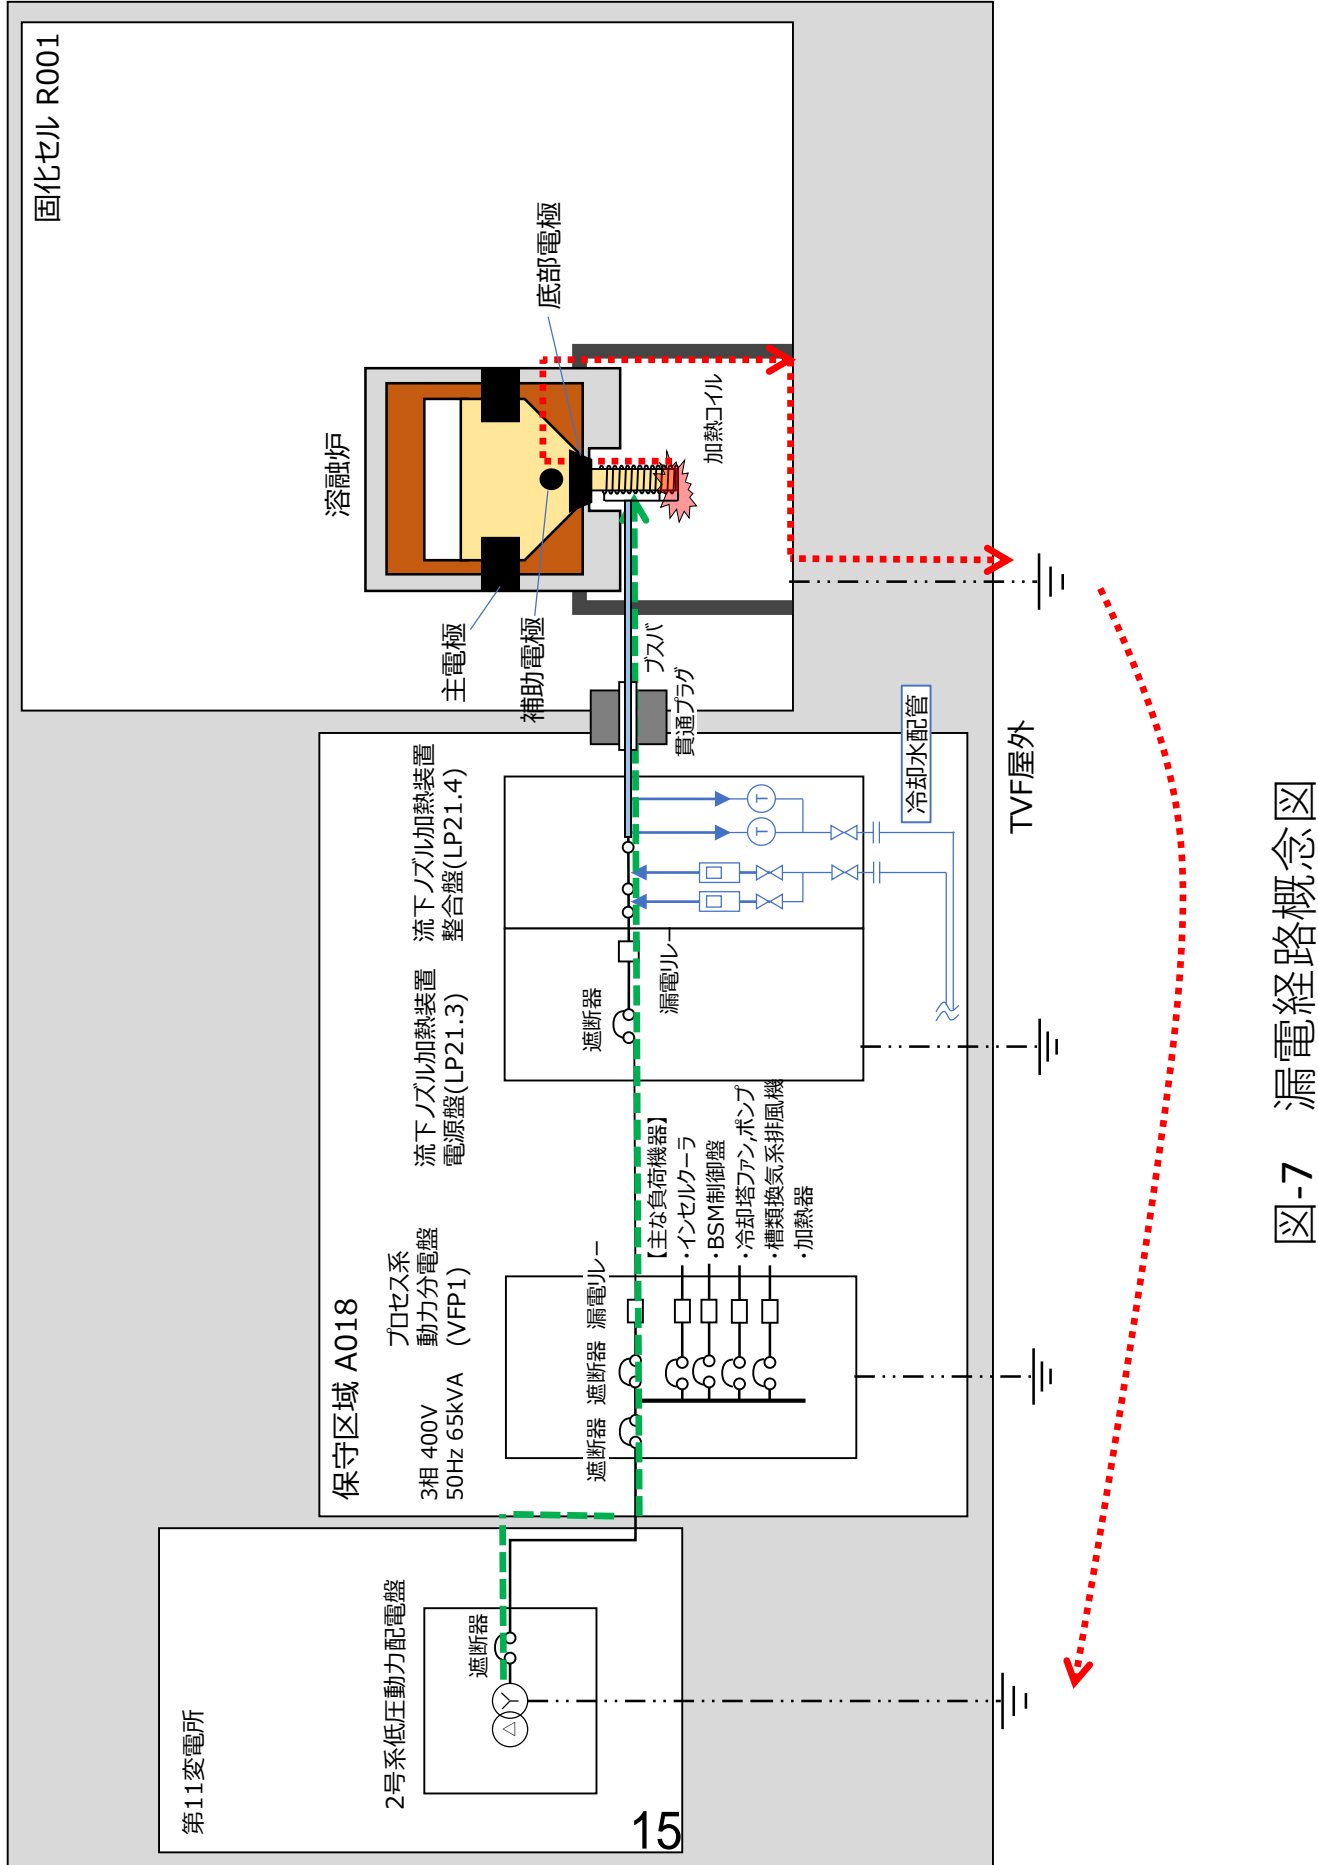 固化セル R001
溶融炉
底部電極
加熱コイル
主電極
補助電極
ブスバ
貫通プラグ
保守区域 A018
流下ノズル加熱装置
整合盤(LP21.4)
流下ノズル加熱装置
電源盤(LP21.3)
プロセス系
動力分電盤
(VFP1)
3相 400V
50Hz 65kVA
冷却水配管
T
T
漏電リレー
遮断器
漏電リレー
遮断器
遮断器
【主な負荷機器】
・インセルクーラ
・BSM制御盤
・冷却塔ファン,ポンプ
・槽類換気系排風機
・加熱器
TVF屋外
第11変電所
2号系低圧動力配電盤
遮断器
Y
△
15
図-7 漏電経路概念図